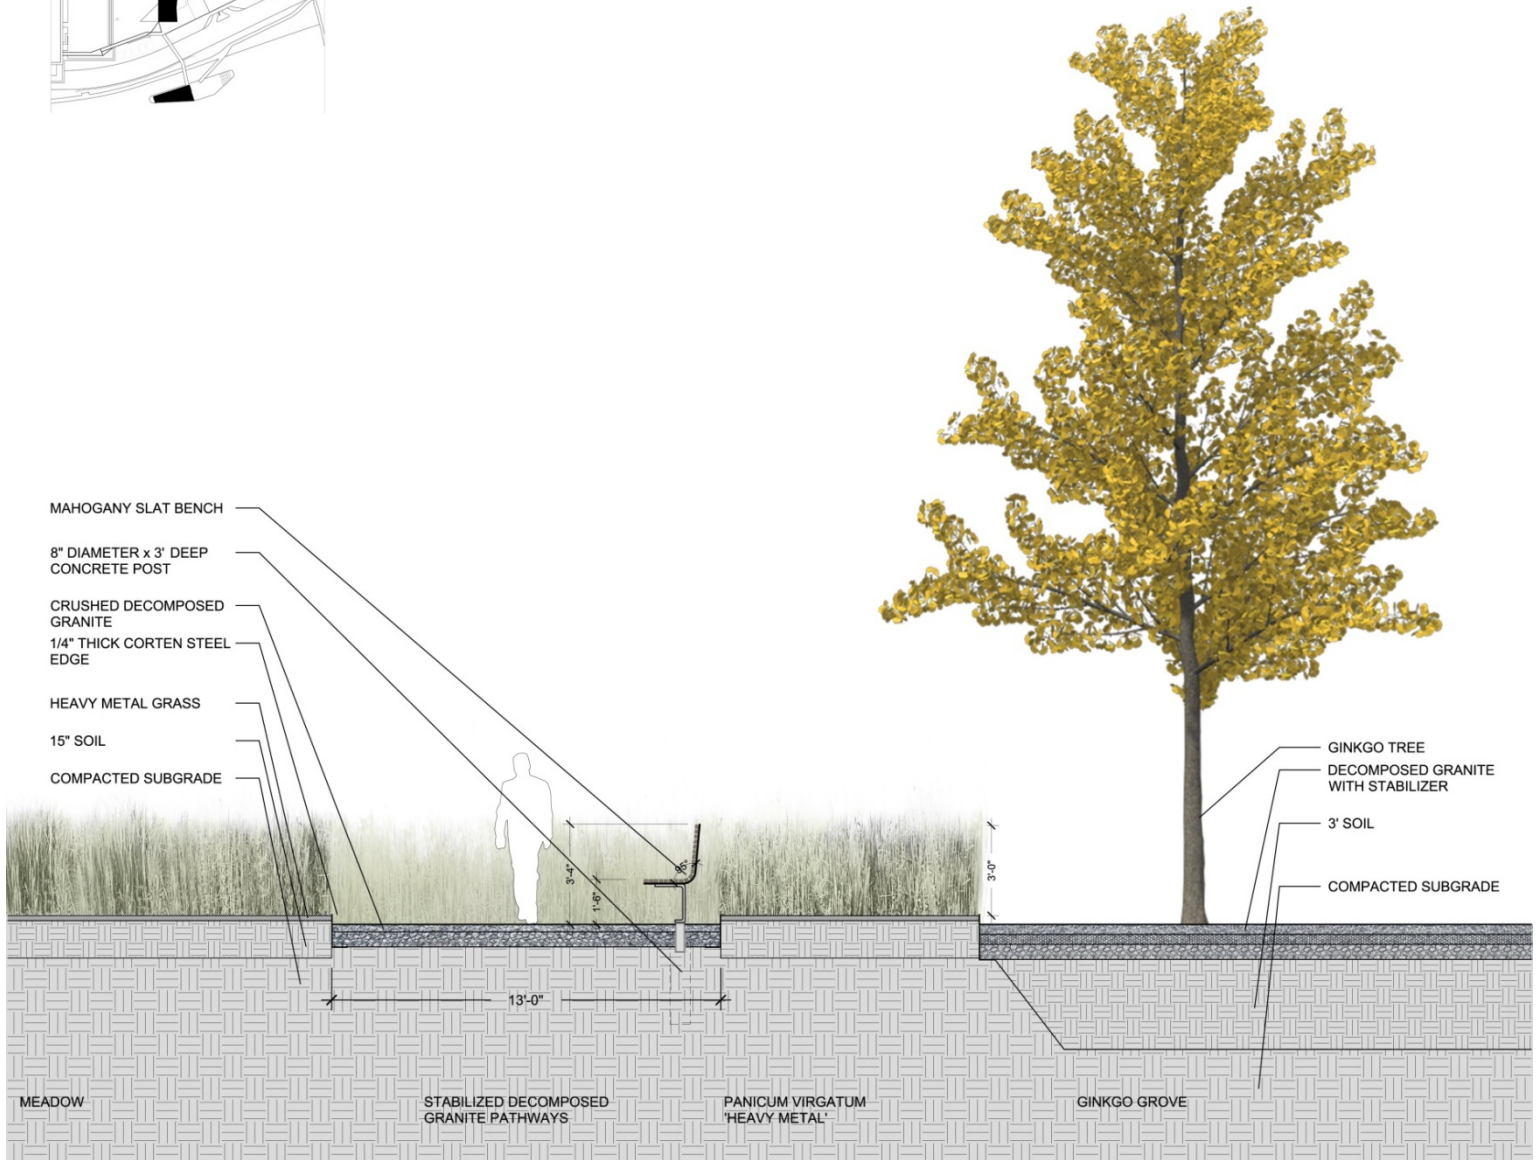 MAHOGANY SLAT BENCH
8" DIAMETER x 3' DEEP
CONCRETE POST
CRUSHED DECOMPOSED
GRANITE
1/4" THICK CORTEN STEEL
EDGE
HEAVY METAL GRASS
15" SOIL
COMPACTED SUBGRADE
GINKGO TREE
DECOMPOSED GRANITE
WITH STABILIZER
3' SOIL
COMPACTED SUBGRADE
3'-4"
1'-6"
95°
3'-0"
13'-0"
MEADOW
STABILIZED DECOMPOSED
GRANITE PATHWAYS
PANICUM VIRGATUM
'HEAVY METAL'
GINKGO GROVE